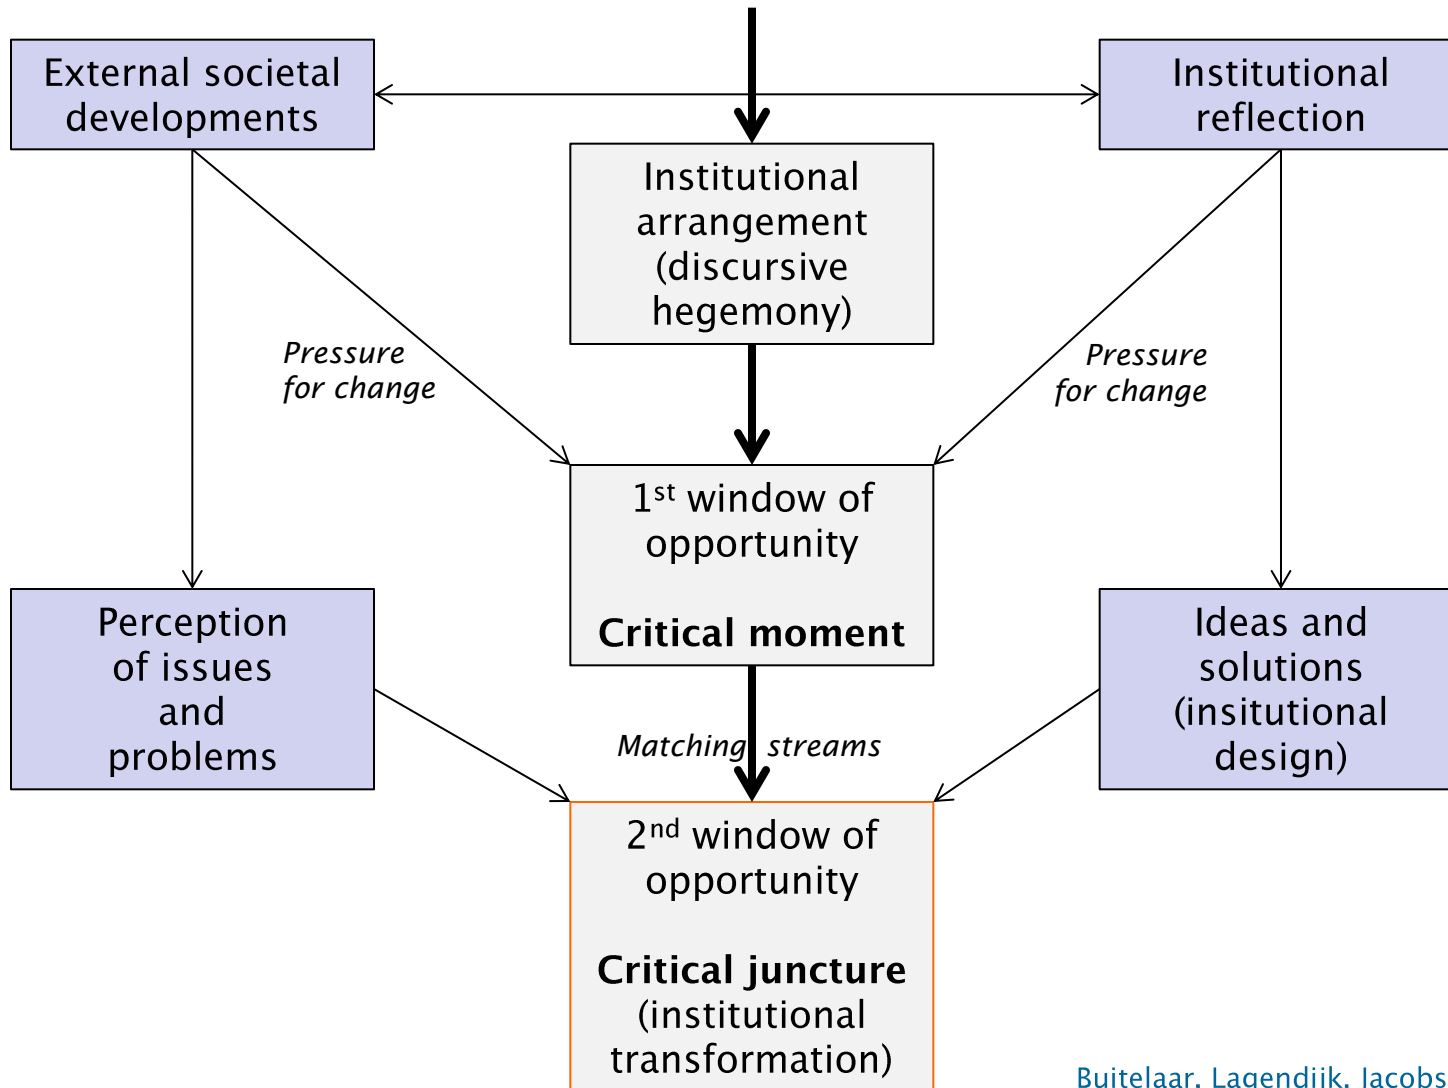 External societal
developments
Institutional
reflection
Institutional
arrangement
(discursive
hegemony)
Pressure
for change
Pressure
for change
1st window of
opportunity
Critical moment
Perception
of issues
and
problems
Ideas and
solutions
(insitutional
design)
Matching streams
2nd window of
opportunity
Critical juncture
(institutional
transformation)
Buitelaar, Lagendijk, Jacobs